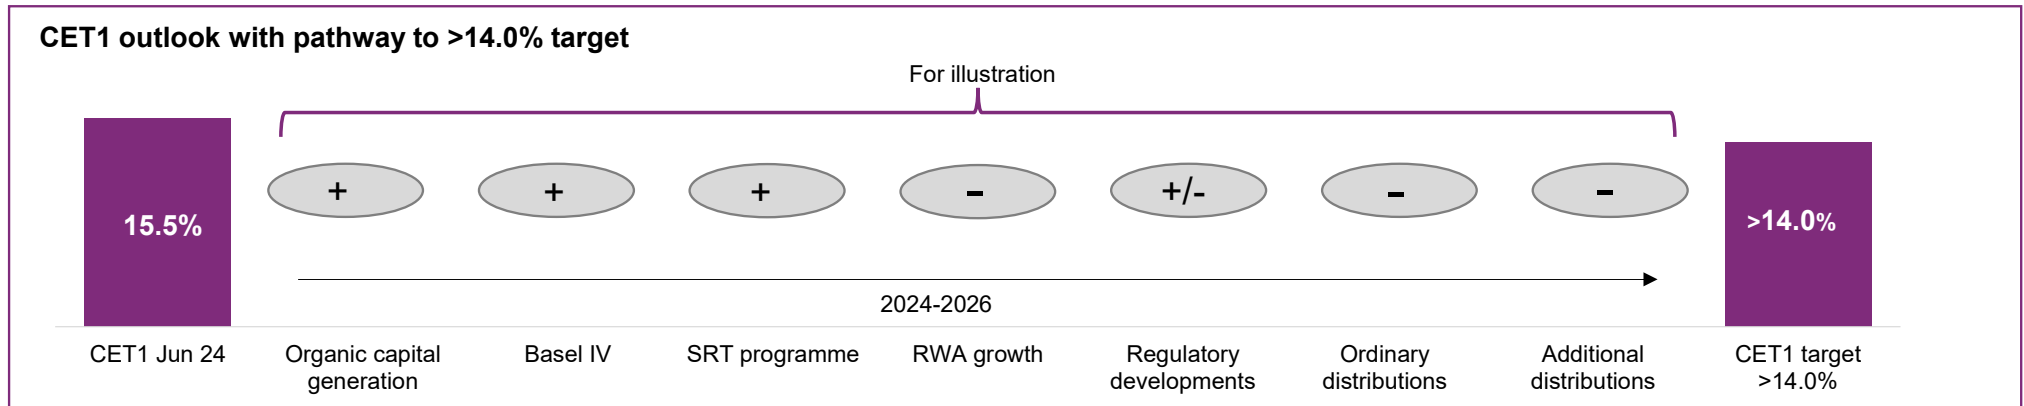 CET1 outlook with pathway to >14.0% target
For illustration
15.5%
+
+
+
-
+/-
-
-
>14.0%
2024-2026
CET1 Jun 24
Organic capital
generation
Basel IV
SRT programme
RWA growth
Regulatory
developments
Ordinary
distributions
Additional
distributions
CET1 target
>14.0%